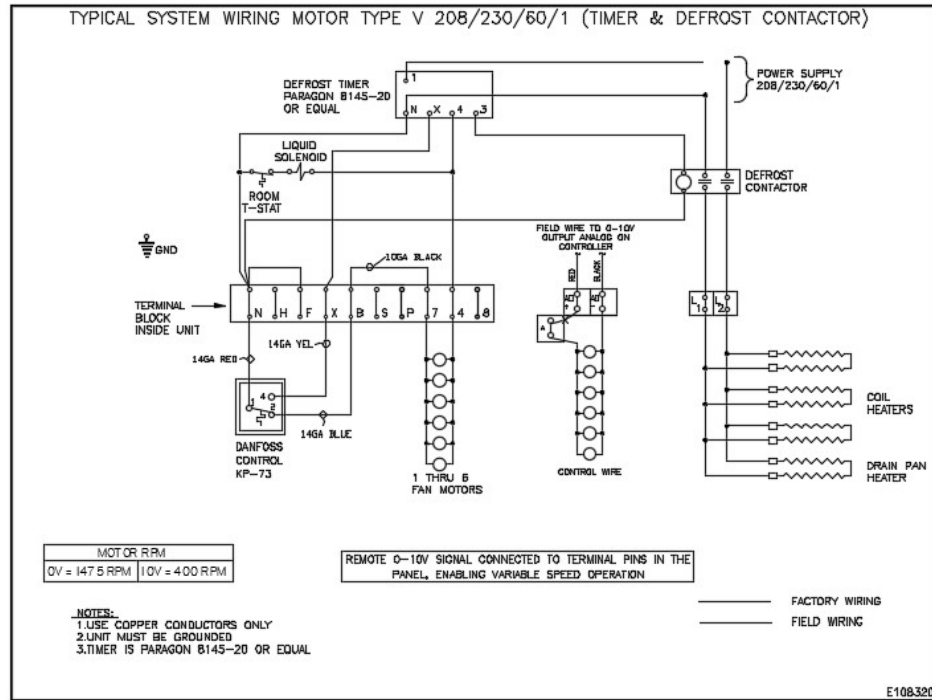 TYPICAL SYSTEM WIRING MOTOR TYPE V 208/230/60/1 (TIMER & DEFROST CONTACTOR)
DEFROST TIMER
PARAGON 8145-20
OR EQUAL
1
N X 4 3
POWER SUPPLY
208/230/60/1
LIQUID
SOLENOID
ROOM
T-STAT
DEFROST
CONTACTOR
GND
FIELD WIRE TO 0-10V
OUTPUT ANALOG ON
CONTROLLER
RED
BLACK
10GA BLACK
TERMINAL
BLOCK
INSIDE UNIT
N H F X B S P 7 4 8
+ -
A
L1 L2
14GA RED
14GA YEL
1 4 2
14GA BLUE
DANFOSS
CONTROL
KP-73
1 THRU 6
FAN MOTORS
CONTROL WIRE
COIL
HEATERS
DRAIN PAN
HEATER
MOTOR RPM
0V = 1475 RPM 10V = 400 RPM
REMOTE 0-10V SIGNAL CONNECTED TO TERMINAL PINS IN THE
PANEL, ENABLING VARIABLE SPEED OPERATION
NOTES:
1.USE COPPER CONDUCTORS ONLY
2.UNIT MUST BE GROUNDED
3.TIMER IS PARAGON 8145-20 OR EQUAL
FACTORY WIRING
FIELD WIRING